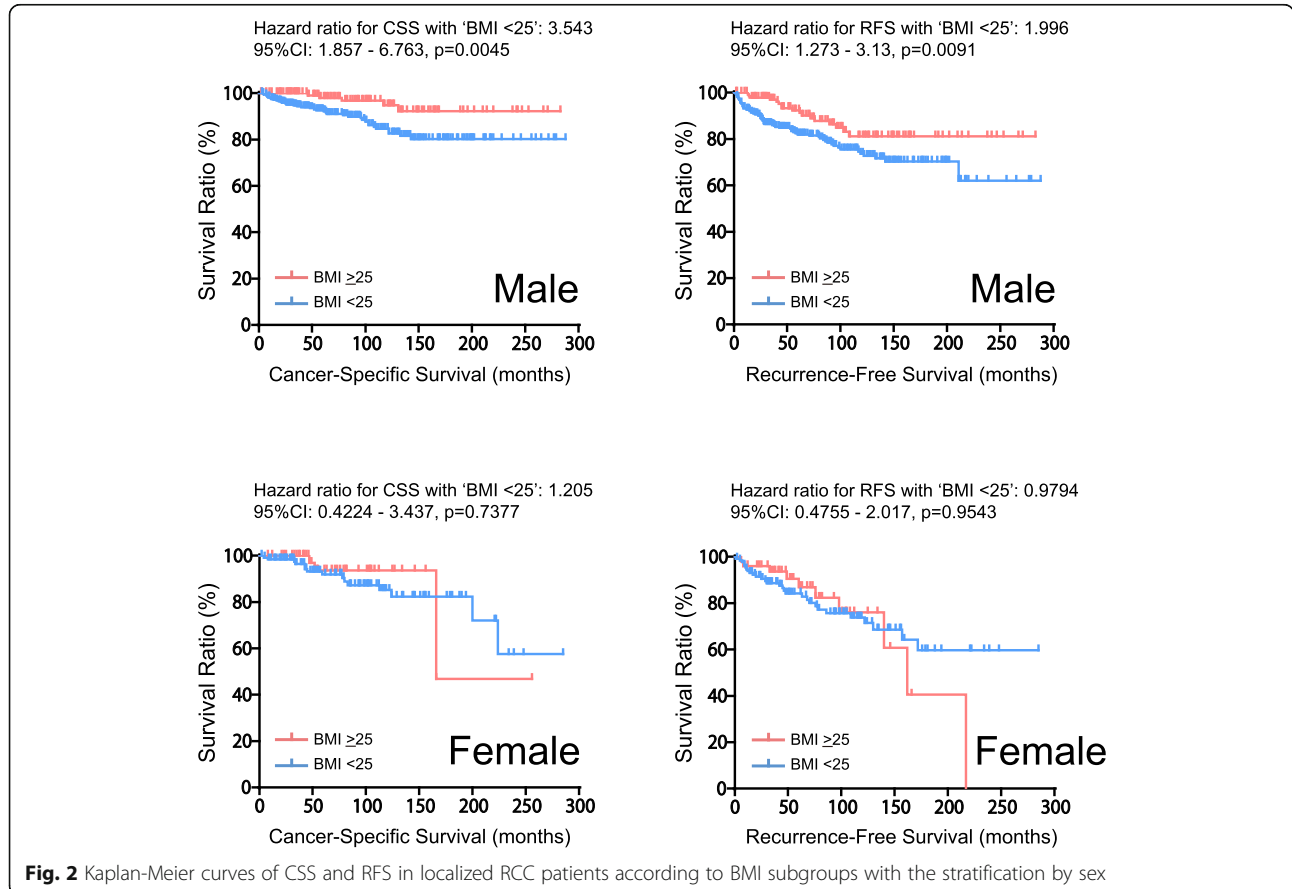 Hazard ratio for CSS with ‘BMI <25’: 3.543
95%CI: 1.857 - 6.763, p=0.0045
100
80
60
40
20
0
Survival Ratio (%)
BMI ≥25
BMI <25
Male
0 50 100 150 200 250 300
Cancer-Specific Survival (months)
Hazard ratio for RFS with ‘BMI <25’: 1.996
95%CI: 1.273 - 3.13, p=0.0091
100
80
60
40
20
0
Survival Ratio (%)
BMI ≥25
BMI <25
Male
0 50 100 150 200 250 300
Recurrence-Free Survival (months)
Hazard ratio for CSS with ‘BMI <25’: 1.205
95%CI: 0.4224 - 3.437, p=0.7377
100
80
60
40
20
0
Survival Ratio (%)
BMI ≥25
BMI <25
Female
0 50 100 150 200 250 300
Cancer-Specific Survival (months)
Hazard ratio for RFS with ‘BMI <25’: 0.9794
95%CI: 0.4755 - 2.017, p=0.9543
100
80
60
40
20
0
Survival Ratio (%)
BMI ≥25
BMI <25
Female
0 50 100 150 200 250 300
Recurrence-Free Survival (months)
Fig. 2 Kaplan-Meier curves of CSS and RFS in localized RCC patients according to BMI subgroups with the stratification by sex